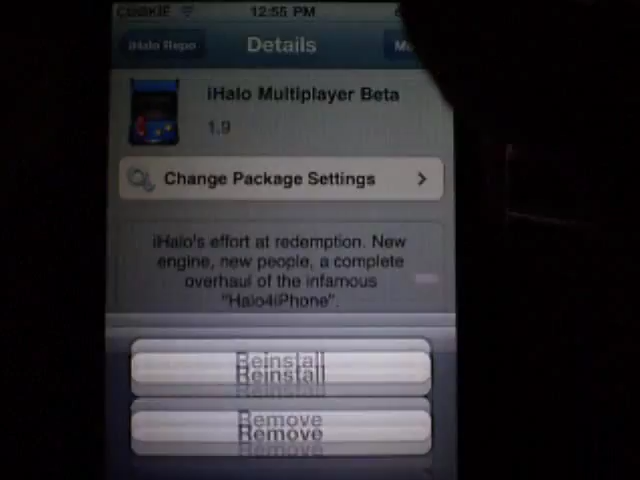 COOKIE 12:55 PM
iHalo Repo Details
iHalo Multiplayer Beta
1.9
Change Package Settings
iHalo's effort at redemption. New
engine, new people, a complete
overhaul of the infamous
"Halo4iPhone".
Reinstall
Remove